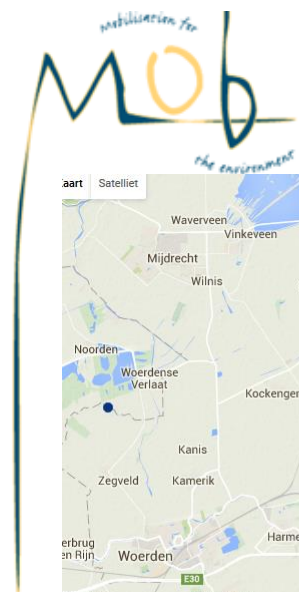 mobilisation for
Mob
the environment
aart Satelliet
Waverveen
Vinkeveen
Mijdrecht
Wilnis
Noorden
Woerdense
Verlaat
Kockengen
Kanis
Zegveld Kamerik
erbrug
en Rijn
Harme
Woerden
E30